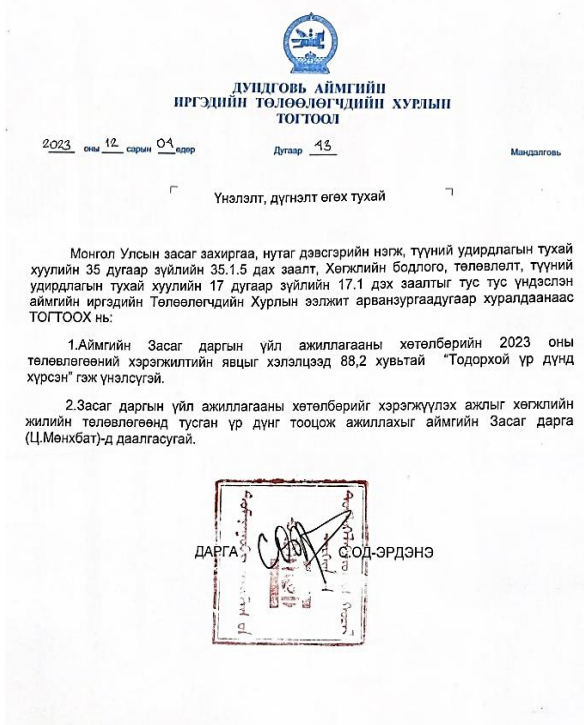 ДУНДГОВЬ АЙМГИЙН
ИРГЭДИЙН ТӨЛӨӨЛӨГЧДИЙН ХУРЛЫН
ТОГТООЛ
2023 оны 12 сарын 04 өдөр Дугаар 13 Мандалговь
Үнэлэлт, дүгнэлт өгөх тухай
Монгол Улсын засаг захиргаа, нутаг дэвсгэрийн нэгж, түүний удирдлагын тухай
хуулийн 35 дугаар зүйлийн 35.1.5 дах заалт, Хөгжлийн бодлого, төлөвлөлт, түүний
удирдлагын тухай хуулийн 17 дугаар зүйлийн 17.1 дэх заалтыг тус тус үндэслэн
аймгийн иргэдийн Төлөөлөгчдийн Хурлын ээлжит арванзургаадугаар хуралдаанаас
ТОГТООХ нь:
1.Аймгийн Засаг даргын үйл ажиллагааны хөтөлбөрийн 2023 оны
төлөвлөгөөний хэрэгжилтийн явцыг хэлэлцээд 88,2 хувьтай “Тодорхой үр дүнд
хүрсэн” гэж үнэлсүгэй.
2.Засаг даргын үйл ажиллагааны хөтөлбөрийг хэрэгжүүлэх ажлыг хөгжлийн
жилийн төлөвлөгөөнд тусган үр дүнг тооцож ажиллахыг аймгийн Засаг дарга
(Ц.Мөнхбат)-д даалгасугай.
ДАРГА С.ОД-ЭРДЭНЭ